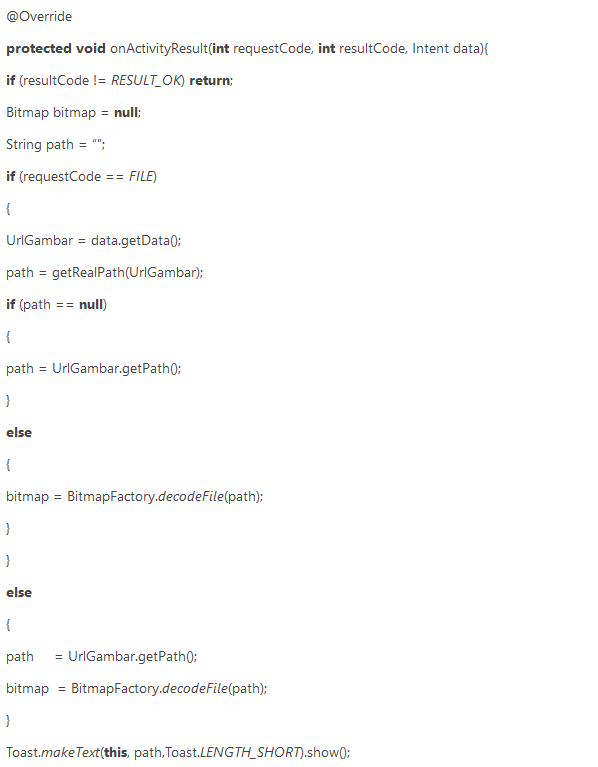 @Override
protected void onActivityResult(int requestCode, int resultCode, Intent data){
if (resultCode != RESULT_OK) return;
Bitmap bitmap = null;
String path = “”;
if (requestCode == FILE)
{
UrlGambar = data.getData();
path = getRealPath(UrlGambar);
if (path == null)
{
path = UrlGambar.getPath();
}
else
{
bitmap = BitmapFactory.decodeFile(path);
}
}
else
{
path     = UrlGambar.getPath();
bitmap  = BitmapFactory.decodeFile(path);
}
Toast.makeText(this, path,Toast.LENGTH_SHORT).show();